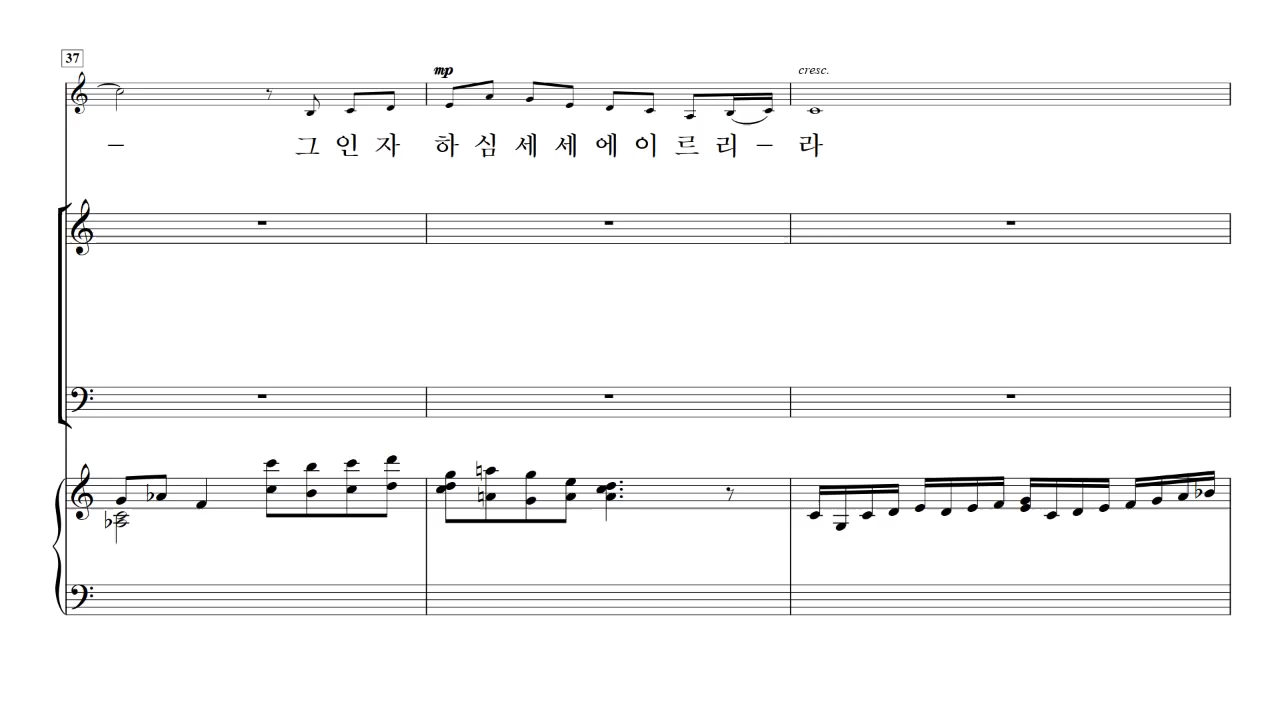 37
mp
cresc.
– 그 인 자 하 심 세 세 에 이 르 리 – 라